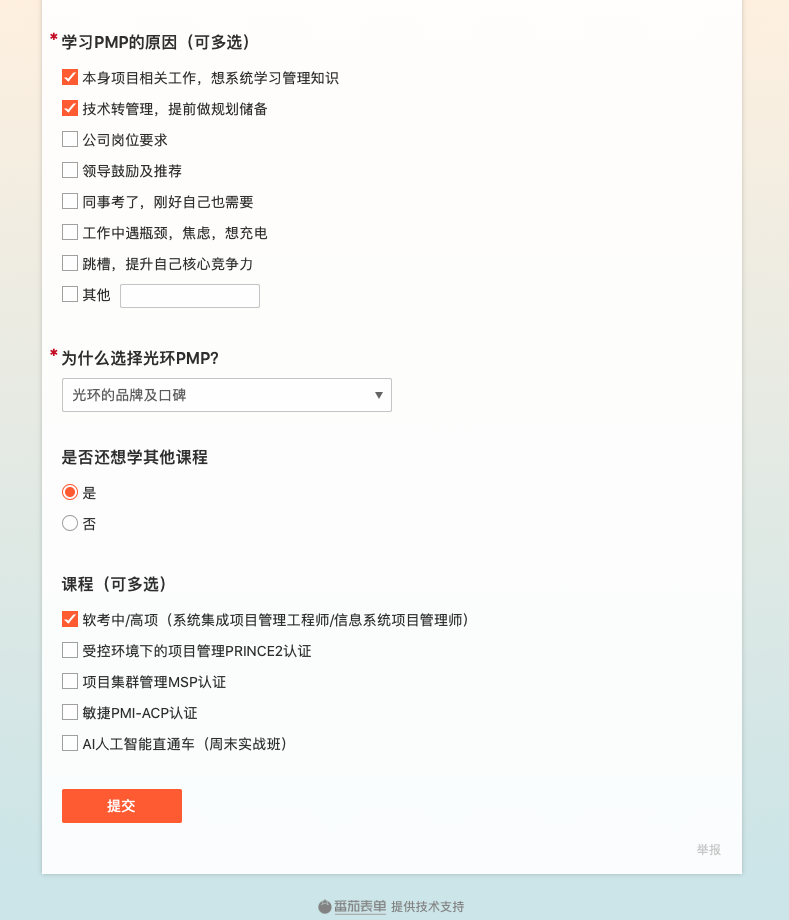 * 学习PMP的原因（可多选）
本身项目相关工作，想系统学习管理知识
技术转管理，提前做规划储备
公司岗位要求
领导鼓励及推荐
同事考了，刚好自己也需要
工作中遇瓶颈，焦虑，想充电
跳槽，提升自己核心竞争力
其他
* 为什么选择光环PMP?
光环的品牌及口碑
是否还想学其他课程
是
否
课程（可多选）
软考中/高项（系统集成项目管理工程师/信息系统项目管理师）
受控环境下的项目管理PRINCE2认证
项目集群管理MSP认证
敏捷PMI-ACP认证
AI人工智能直通车（周末实战班）
提交
举报
番茄表单 提供技术支持